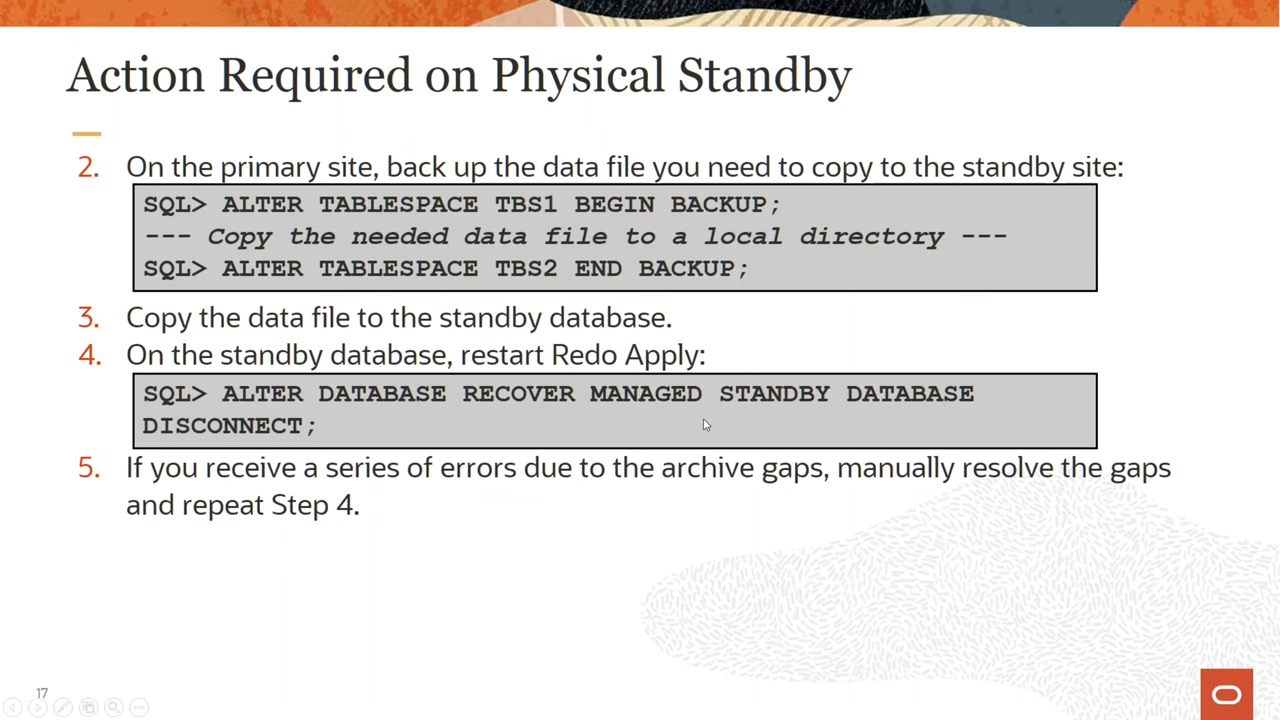 Action Required on Physical Standby
2. On the primary site, back up the data file you need to copy to the standby site:
SQL> ALTER TABLESPACE TBS1 BEGIN BACKUP;
--- Copy the needed data file to a local directory ---
SQL> ALTER TABLESPACE TBS2 END BACKUP;
3. Copy the data file to the standby database.
4. On the standby database, restart Redo Apply:
SQL> ALTER DATABASE RECOVER MANAGED STANDBY DATABASE
DISCONNECT;
5. If you receive a series of errors due to the archive gaps, manually resolve the gaps
and repeat Step 4.
17